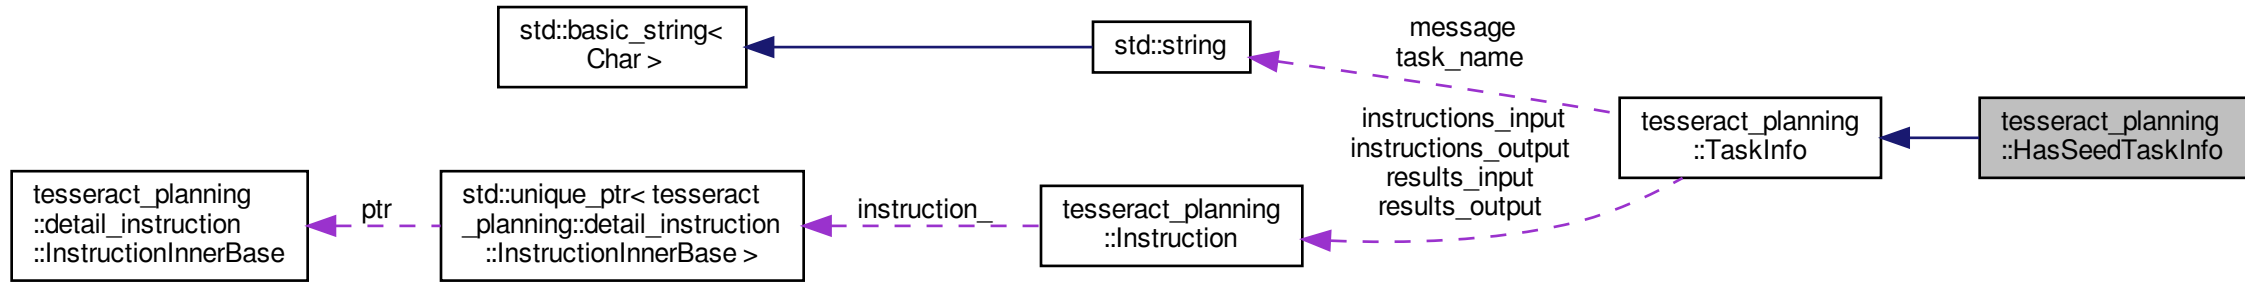 std::basic_string<
Char >
std::string
message
task_name
tesseract_planning
::TaskInfo
tesseract_planning
::HasSeedTaskInfo
instructions_input
instructions_output
results_input
results_output
tesseract_planning
::detail_instruction
::InstructionInnerBase
ptr
std::unique_ptr< tesseract
_planning::detail_instruction
::InstructionInnerBase >
instruction_
tesseract_planning
::Instruction